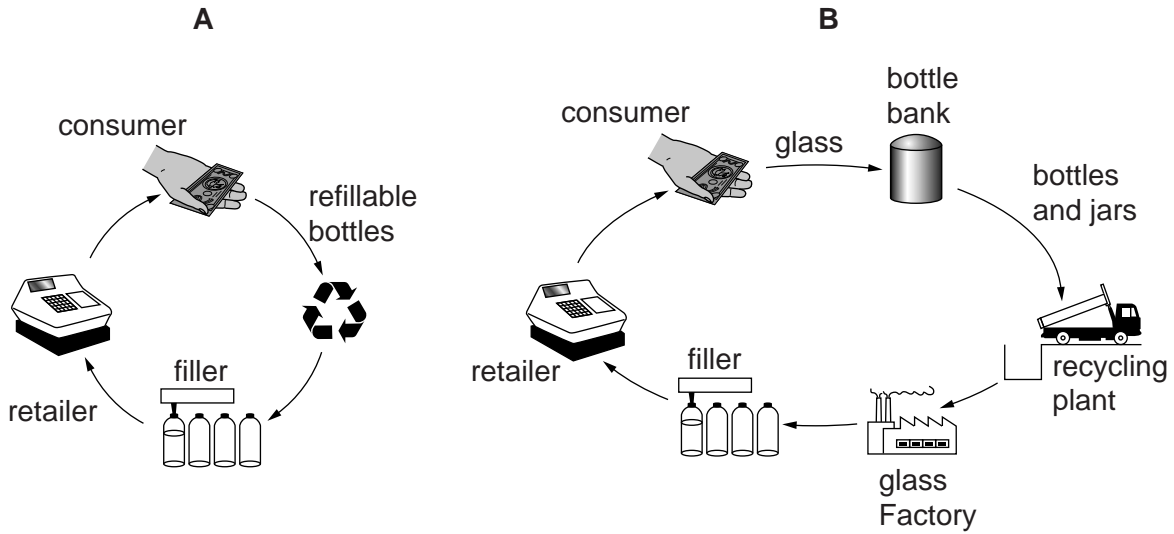 A
consumer
refillable
bottles
filler
retailer
B
consumer
glass
bottle
bank
bottles
and jars
recycling
plant
glass
Factory
filler
retailer